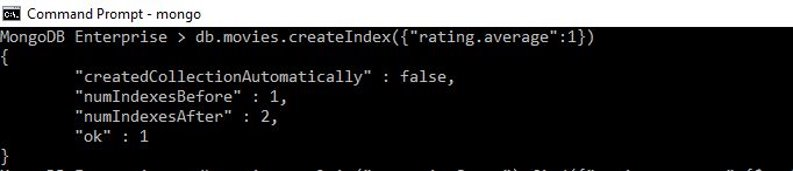 Command Prompt - mongo
MongoDB Enterprise > db.movies.createIndex({"rating.average":1})
{
        "createdCollectionAutomatically" : false,
        "numIndexesBefore" : 1,
        "numIndexesAfter" : 2,
        "ok" : 1
}